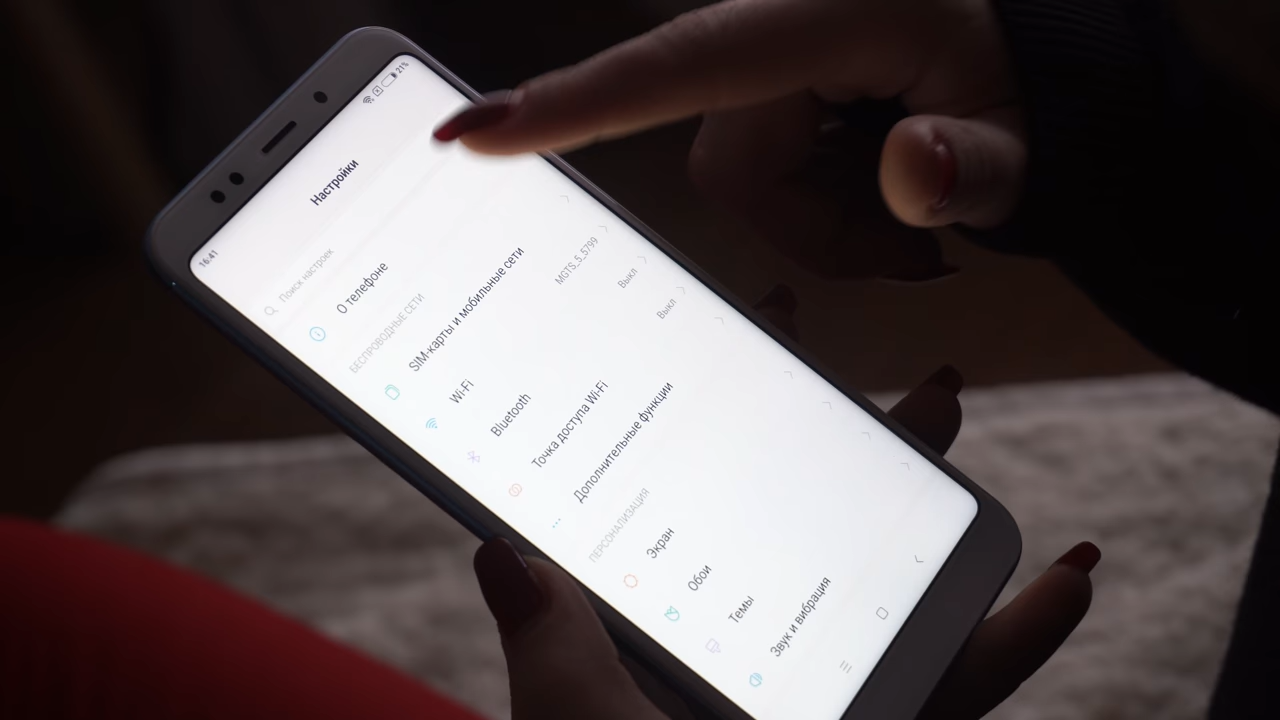 16:41
21%
Настройки
Поиск настроек
О телефоне
БЕСПРОВОДНЫЕ СЕТИ
SIM-карты и мобильные сети
Wi-Fi MGTS_5_5799
Bluetooth Выкл
Точка доступа Wi-Fi Выкл
Дополнительные функции
ПЕРСОНАЛИЗАЦИЯ
Экран
Обои
Темы
Звук и вибрация